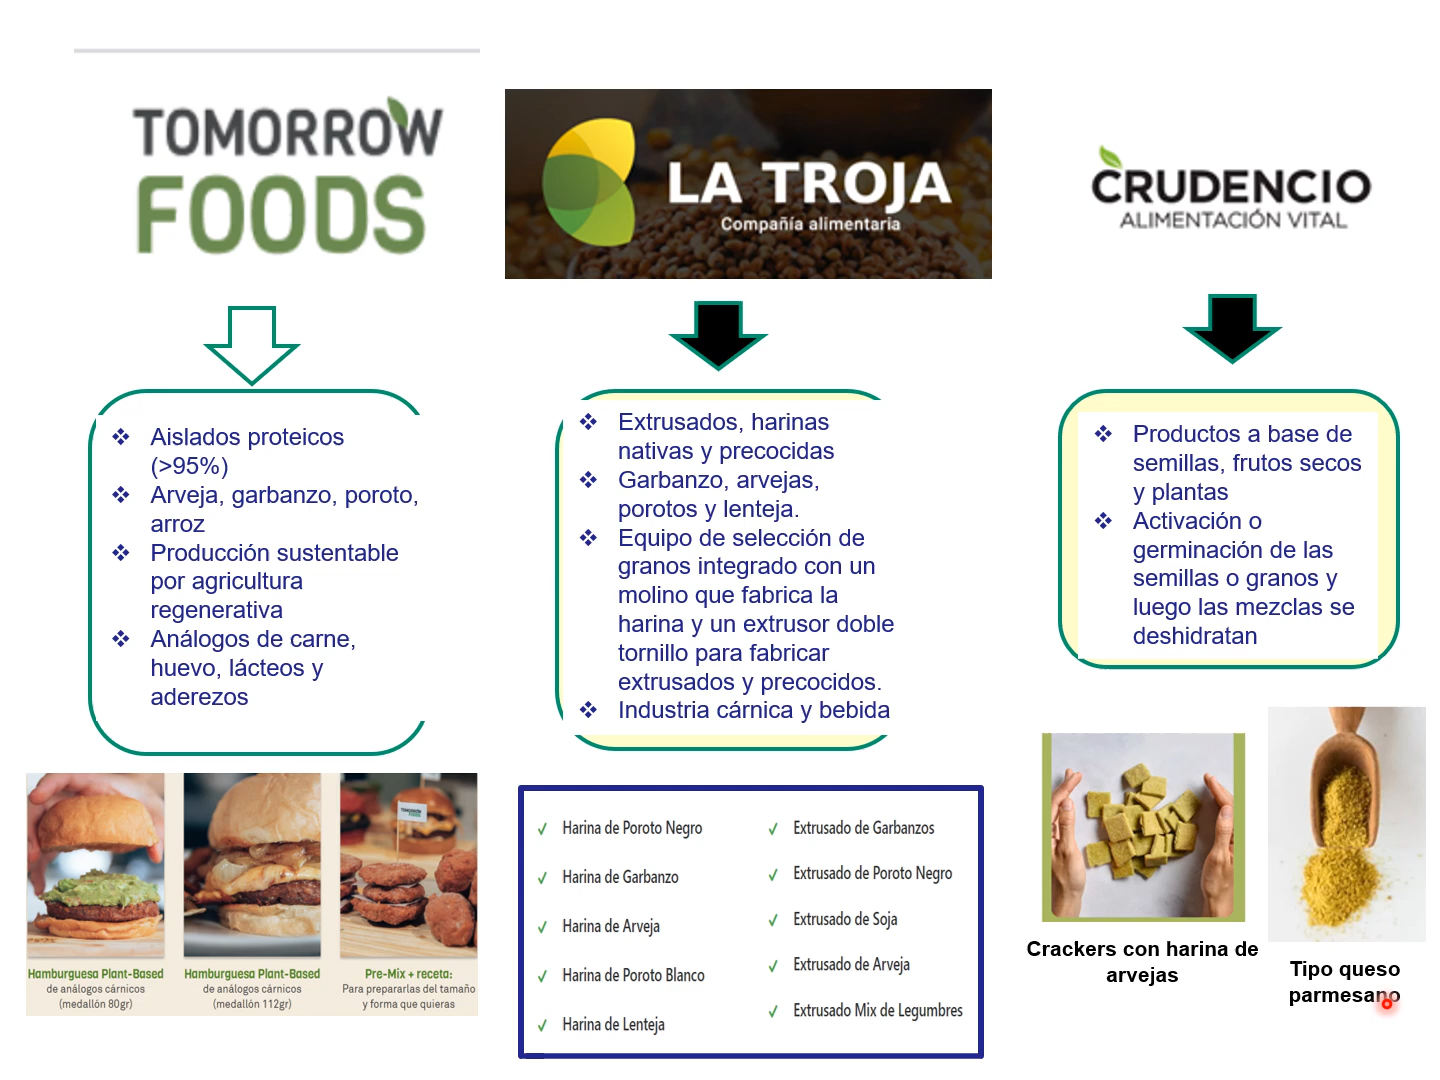 TOMORROW
FOODS
LA TROJA
Compañía alimentaria
CRUDENCIO
ALIMENTACIÓN VITAL
❖ Aislados proteicos
(>95%)
❖ Arveja, garbanzo, poroto,
arroz
❖ Producción sustentable
por agricultura
regenerativa
❖ Análogos de carne,
huevo, lácteos y
aderezos
❖ Extrusados, harinas
nativas y precocidas
❖ Garbanzo, arvejas,
porotos y lenteja.
❖ Equipo de selección de
granos integrado con un
molino que fabrica la
harina y un extrusor doble
tornillo para fabricar
extrusados y precocidos.
❖ Industria cárnica y bebida
❖ Productos a base de
semillas, frutos secos
y plantas
❖ Activación o
germinación de las
semillas o granos y
luego las mezclas se
deshidratan
TOMORROW
FOODS
Hamburguesa Plant-Based
de análogos cárnicos
(medallón 80gr)
Hamburguesa Plant-Based
de análogos cárnicos
(medallón 112gr)
Pre-Mix + receta:
Para prepararlas del tamaño
y forma que quieras
✓ Harina de Poroto Negro
✓ Harina de Garbanzo
✓ Harina de Arveja
✓ Harina de Poroto Blanco
✓ Harina de Lenteja
✓ Extrusado de Garbanzos
✓ Extrusado de Poroto Negro
✓ Extrusado de Soja
✓ Extrusado de Arveja
✓ Extrusado Mix de Legumbres
Crackers con harina de
arvejas
Tipo queso
parmesano